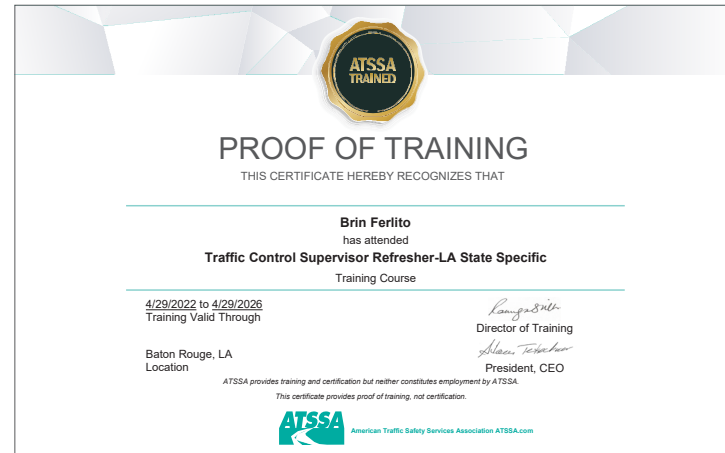 ATSSA
TRAINED
PROOF OF TRAINING
THIS CERTIFICATE HEREBY RECOGNIZES THAT
Brin Ferlito
has attended
Traffic Control Supervisor Refresher-LA State Specific
Training Course
4/29/2022 to 4/29/2026
Training Valid Through
Director of Training
Baton Rouge, LA
Location
President, CEO
ATSSA provides training and certification but neither constitutes employment by ATSSA.
This certificate provides proof of training, not certification.
ATSSA
American Traffic Safety Services Association ATSSA.com